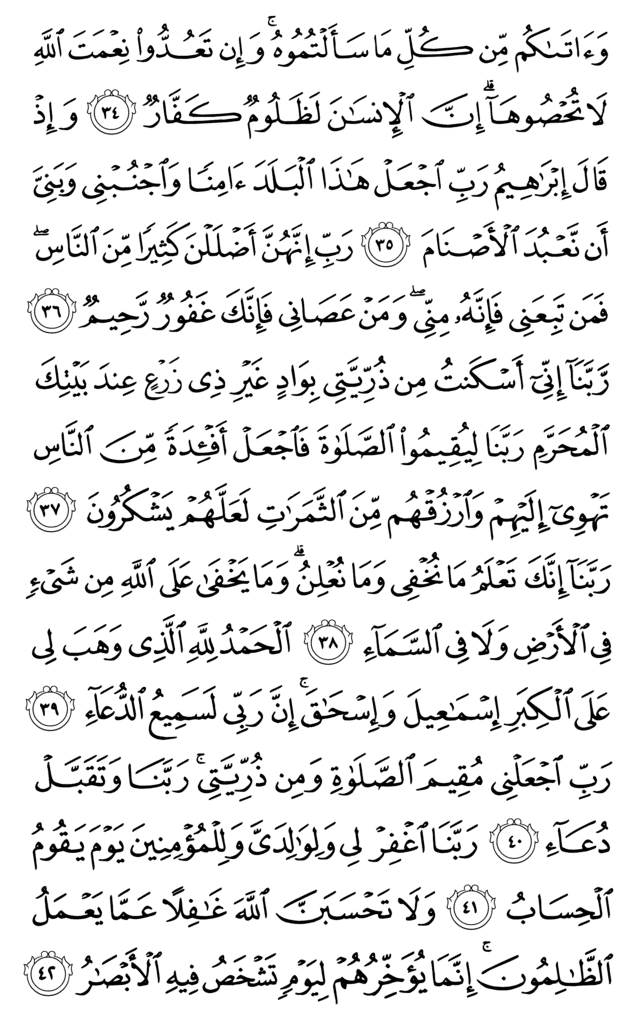 وَءَاتَىٰكُم مِّن كُلِّ مَا سَأَلْتُمُوهُ ۚ وَإِن تَعُدُّوا۟ نِعْمَتَ ٱللَّهِ
لَا تُحْصُوهَآ ۗ إِنَّ ٱلْإِنسَٰنَ لَظَلُومٌ كَفَّارٌ ٣٤ وَإِذْ
قَالَ إِبْرَٰهِيمُ رَبِّ ٱجْعَلْ هَٰذَا ٱلْبَلَدَ ءَامِنًا وَٱجْنُبْنِى وَبَنِىَّ
أَن نَّعْبُدَ ٱلْأَصْنَامَ ٣٥ رَبِّ إِنَّهُنَّ أَضْلَلْنَ كَثِيرًا مِّنَ ٱلنَّاسِ ۖ
فَمَن تَبِعَنِى فَإِنَّهُۥ مِنِّى ۖ وَمَنْ عَصَانِى فَإِنَّكَ غَفُورٌ رَّحِيمٌ ٣٦
رَّبَّنَآ إِنِّىٓ أَسْكَنتُ مِن ذُرِّيَّتِى بِوَادٍ غَيْرِ ذِى زَرْعٍ عِندَ بَيْتِكَ
ٱلْمُحَرَّمِ رَبَّنَا لِيُقِيمُوا۟ ٱلصَّلَوٰةَ فَٱجْعَلْ أَفْـِٔدَةً مِّنَ ٱلنَّاسِ
تَهْوِىٓ إِلَيْهِمْ وَٱرْزُقْهُم مِّنَ ٱلثَّمَرَٰتِ لَعَلَّهُمْ يَشْكُرُونَ ٣٧
رَبَّنَآ إِنَّكَ تَعْلَمُ مَا نُخْفِى وَمَا نُعْلِنُ ۗ وَمَا يَخْفَىٰ عَلَى ٱللَّهِ مِن شَىْءٍ
فِى ٱلْأَرْضِ وَلَا فِى ٱلسَّمَآءِ ٣٨ ٱلْحَمْدُ لِلَّهِ ٱلَّذِى وَهَبَ لِى
عَلَى ٱلْكِبَرِ إِسْمَٰعِيلَ وَإِسْحَٰقَ ۚ إِنَّ رَبِّى لَسَمِيعُ ٱلدُّعَآءِ ٣٩
رَبِّ ٱجْعَلْنِى مُقِيمَ ٱلصَّلَوٰةِ وَمِن ذُرِّيَّتِى ۚ رَبَّنَا وَتَقَبَّلْ
دُعَآءِ ٤٠ رَبَّنَا ٱغْفِرْ لِى وَلِوَٰلِدَىَّ وَلِلْمُؤْمِنِينَ يَوْمَ يَقُومُ
ٱلْحِسَابُ ٤١ وَلَا تَحْسَبَنَّ ٱللَّهَ غَٰفِلًا عَمَّا يَعْمَلُ
ٱلظَّٰلِمُونَ ۚ إِنَّمَا يُؤَخِّرُهُمْ لِيَوْمٍ تَشْخَصُ فِيهِ ٱلْأَبْصَٰرُ ٤٢